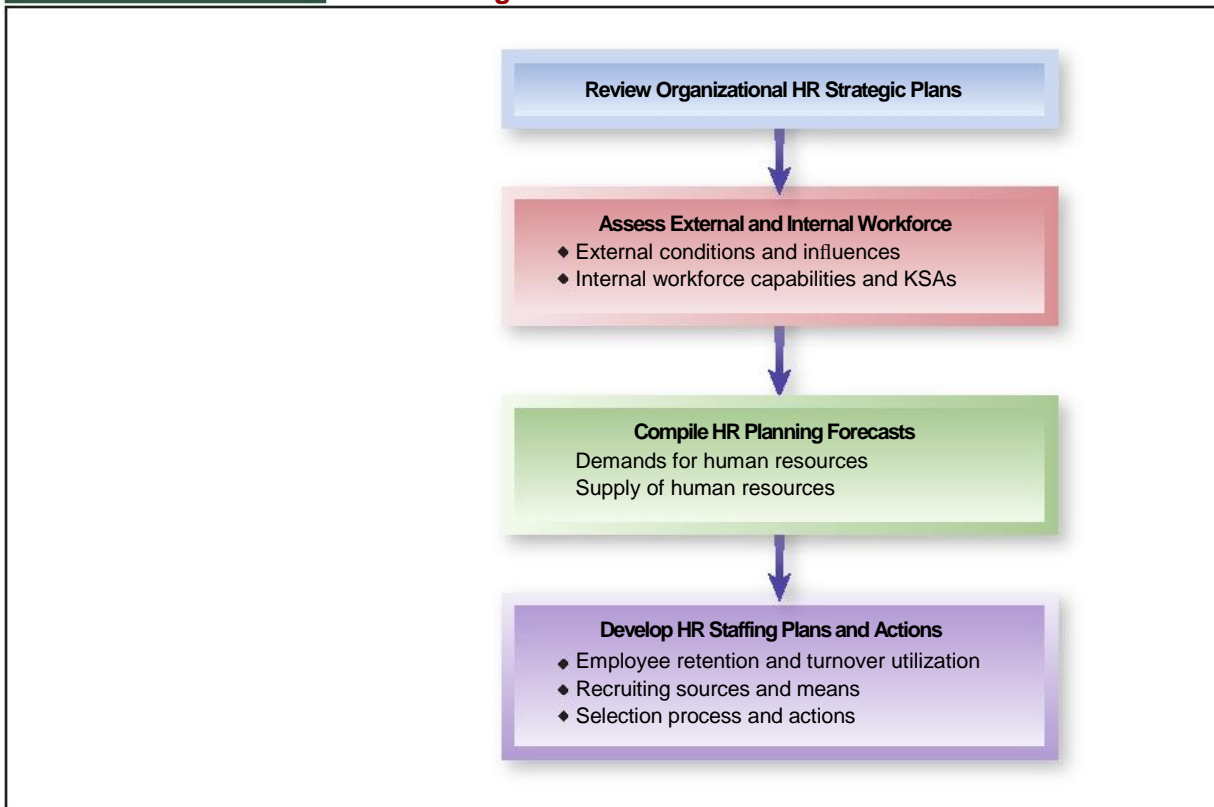 Review Organizational HR Strategic Plans
Assess External and Internal Workforce
◆ External conditions and influences
◆ Internal workforce capabilities and KSAs
Compile HR Planning Forecasts
Demands for human resources
Supply of human resources
Develop HR Staffing Plans and Actions
◆ Employee retention and turnover utilization
◆ Recruiting sources and means
◆ Selection process and actions